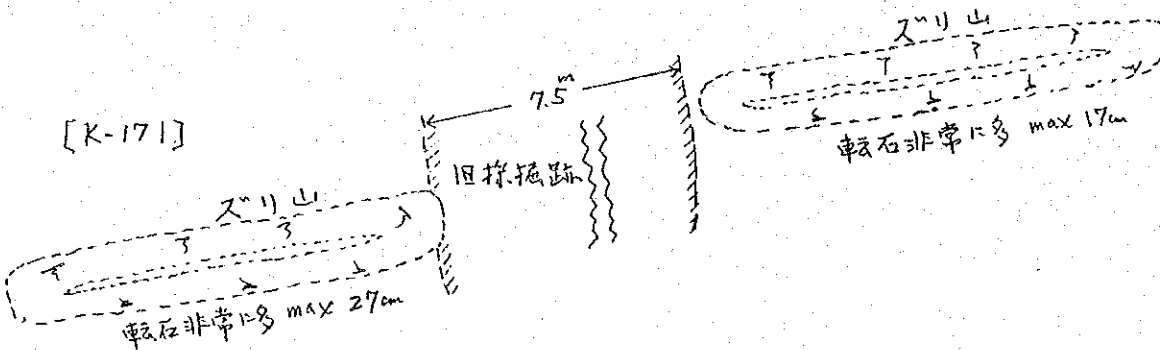 [K-171]
ズリ山
転石非常に多 max 27cm
7.5m
旧採掘跡
ズリ山
転石非常に多 max 17cm